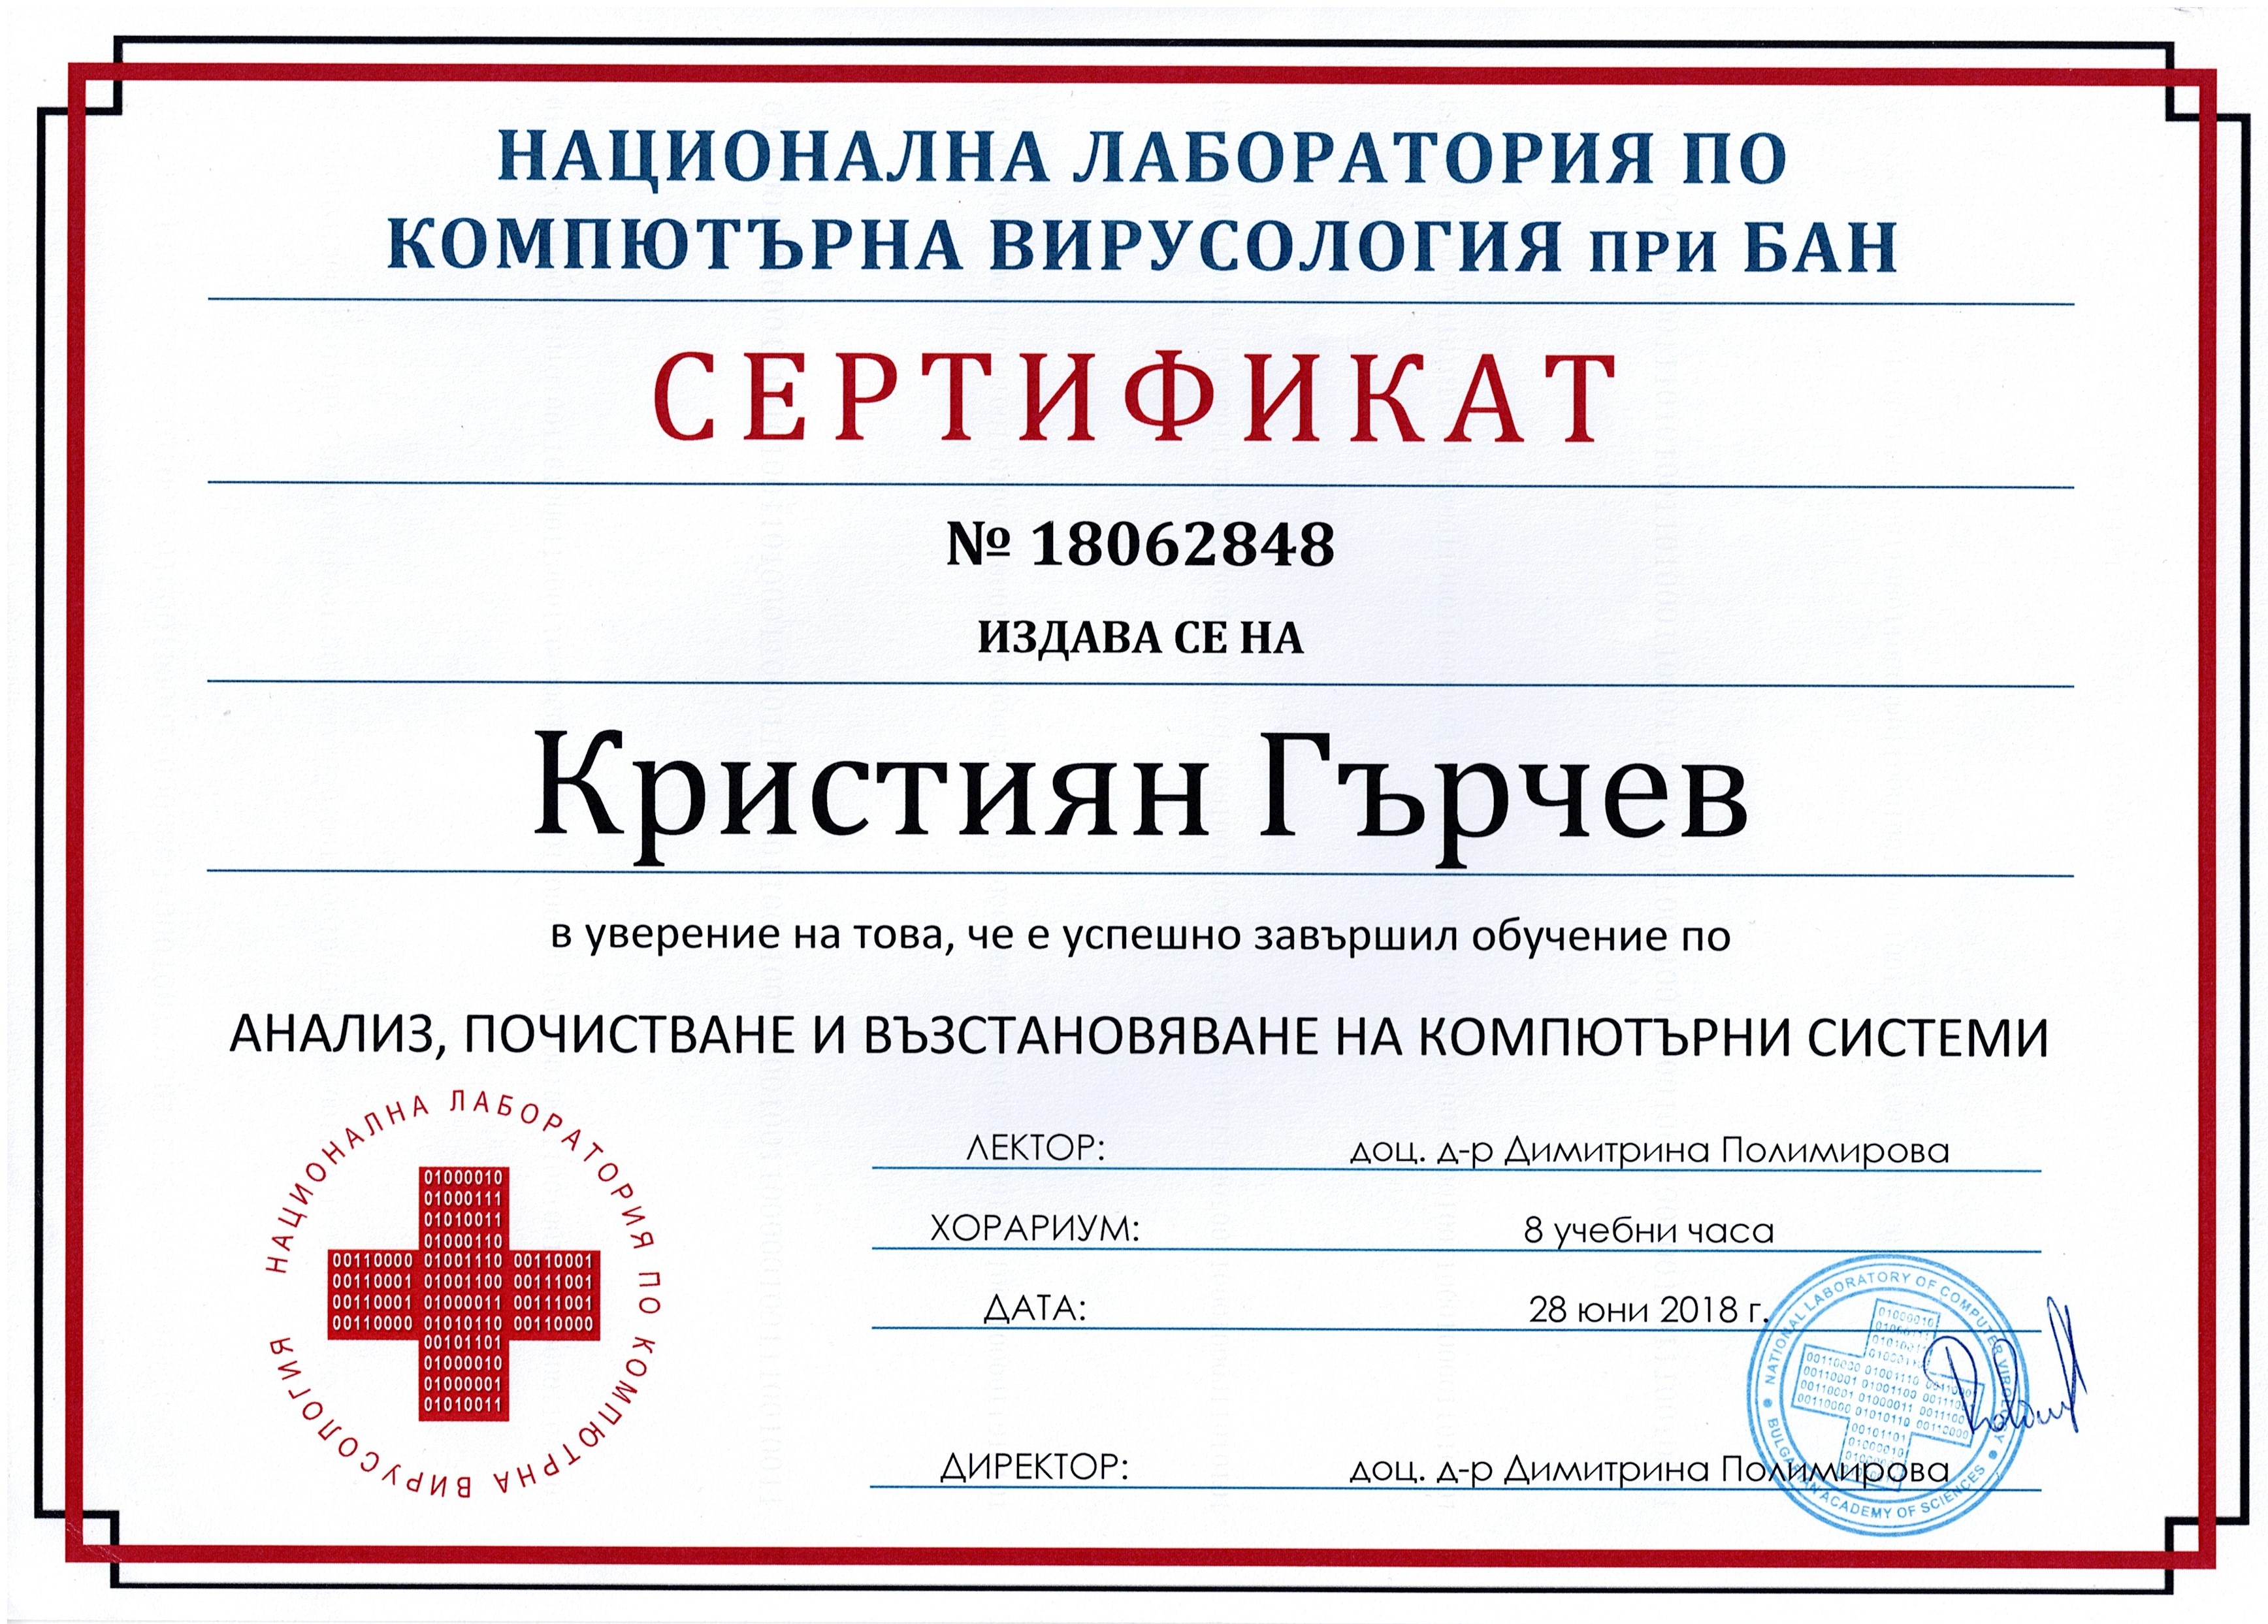 НАЦИОНАЛНА ЛАБОРАТОРИЯ ПО
КОМПЮТЪРНА ВИРУСОЛОГИЯ ПРИ БАН
СЕРТИФИКАТ
№ 18062848
ИЗДАВА СЕ НА
Кристиян Гърчев
в уверение на това, че е успешно завършил обучение по
АНАЛИЗ, ПОЧИСТВАНЕ И ВЪЗСТАНОВЯВАНЕ НА КОМПЮТЪРНИ СИСТЕМИ
НАЦИОНАЛНА ЛАБОРАТОРИЯ ПО КОМПЮТРНА ВИРУСОЛОГИЯ
01000010
01000111
01010011
01000110
00110000 01001110 00110001
00110001 01001100 00111001
00110001 01000011 00111001
00110000 01010110 00110000
00101101
01000010
01000001
01010011
ЛЕКТОР: доц. д-р Димитрина Полимирова
ХОРАРИУМ: 8 учебни часа
ДАТА: 28 юни 2018 г.
ДИРЕКТОР: доц. д-р Димитрина Полимирова
NATIONAL LABORATORY OF COMPUTER VIROLOGY
BULGARIAN ACADEMY OF SCIENCES